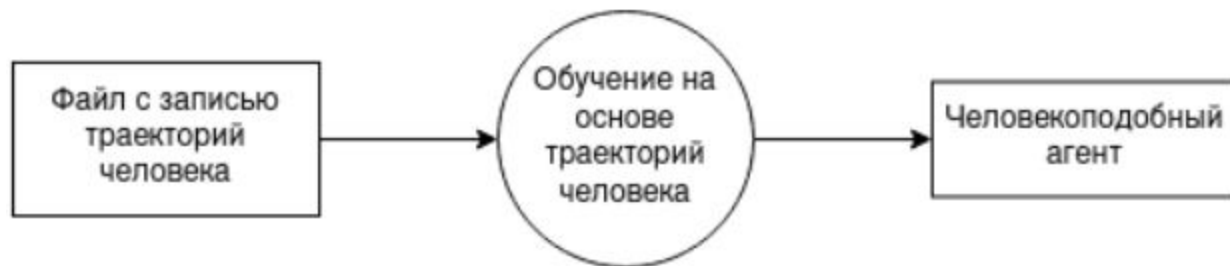 Файл с записью
траекторий
человека
Обучение на
основе
траекторий
человека
Человекоподобный
агент